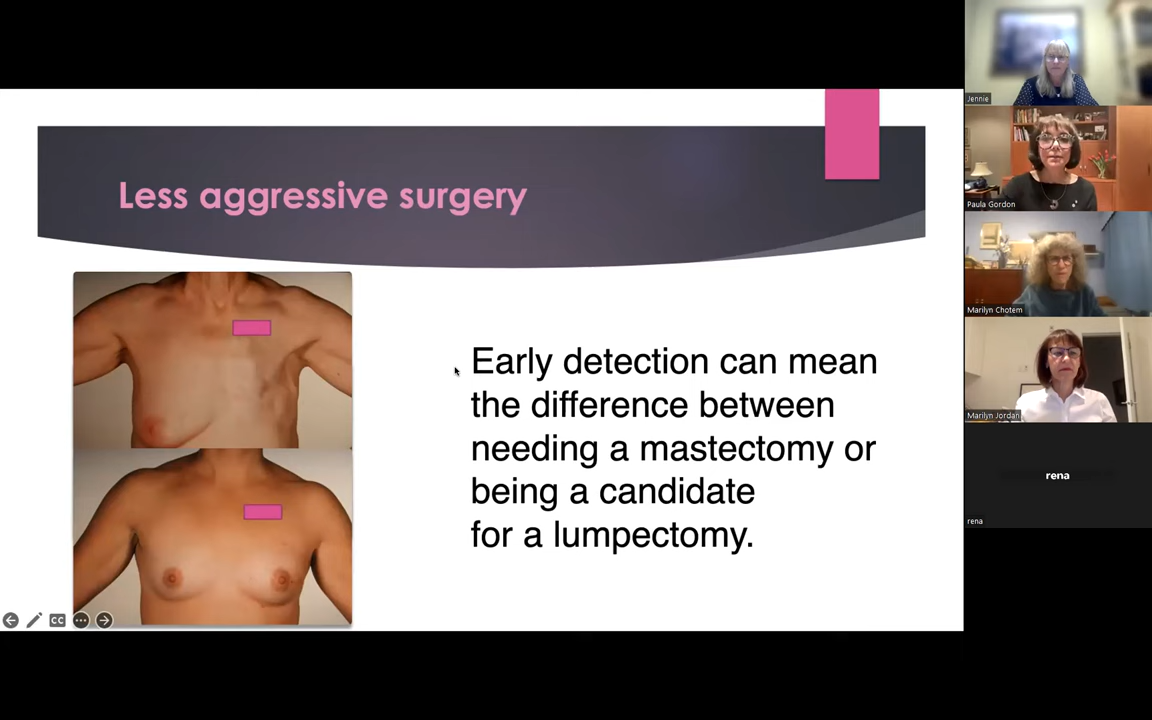 Less aggressive surgery
Early detection can mean
the difference between
needing a mastectomy or
being a candidate
for a lumpectomy.
CC
Jennie
Paula Gordon
Marilyn Chotem
Marilyn Jordan
rena
rena